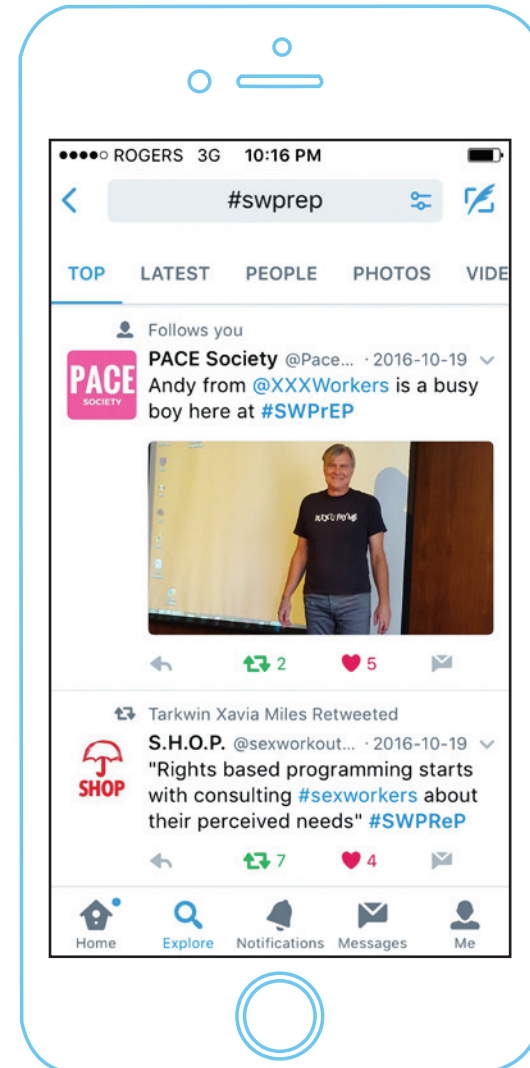 ROGERS 3G 10:16 PM
#swprep
TOP LATEST PEOPLE PHOTOS VIDE
Follows you
PACE Society @Pace... · 2016-10-19
PACE
SOCIETY
Andy from @XXXWorkers is a busy
boy here at #SWPrEP
2 5
Tarkwin Xavia Miles Retweeted
S.H.O.P. @sexworkout... · 2016-10-19
SHOP
"Rights based programming starts
with consulting #sexworkers about
their perceived needs" #SWPReP
7 4
Home Explore Notifications Messages Me